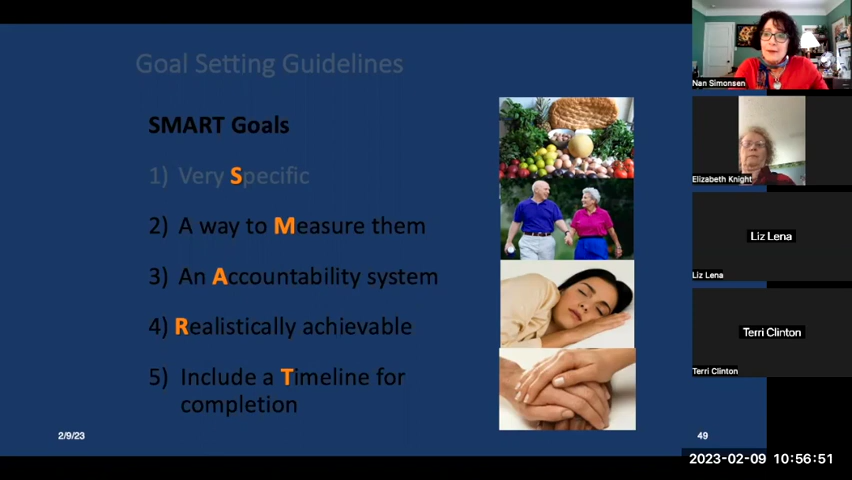 Goal Setting Guidelines
SMART Goals
1) Very Specific
2) A way to Measure them
3) An Accountability system
4) Realistically achievable
5) Include a Timeline for
completion
2/9/23
49
Nan Simonsen
Elizabeth Knight
Liz Lena
Liz Lena
Terri Clinton
Terri Clinton
2023-02-09 10:56:51